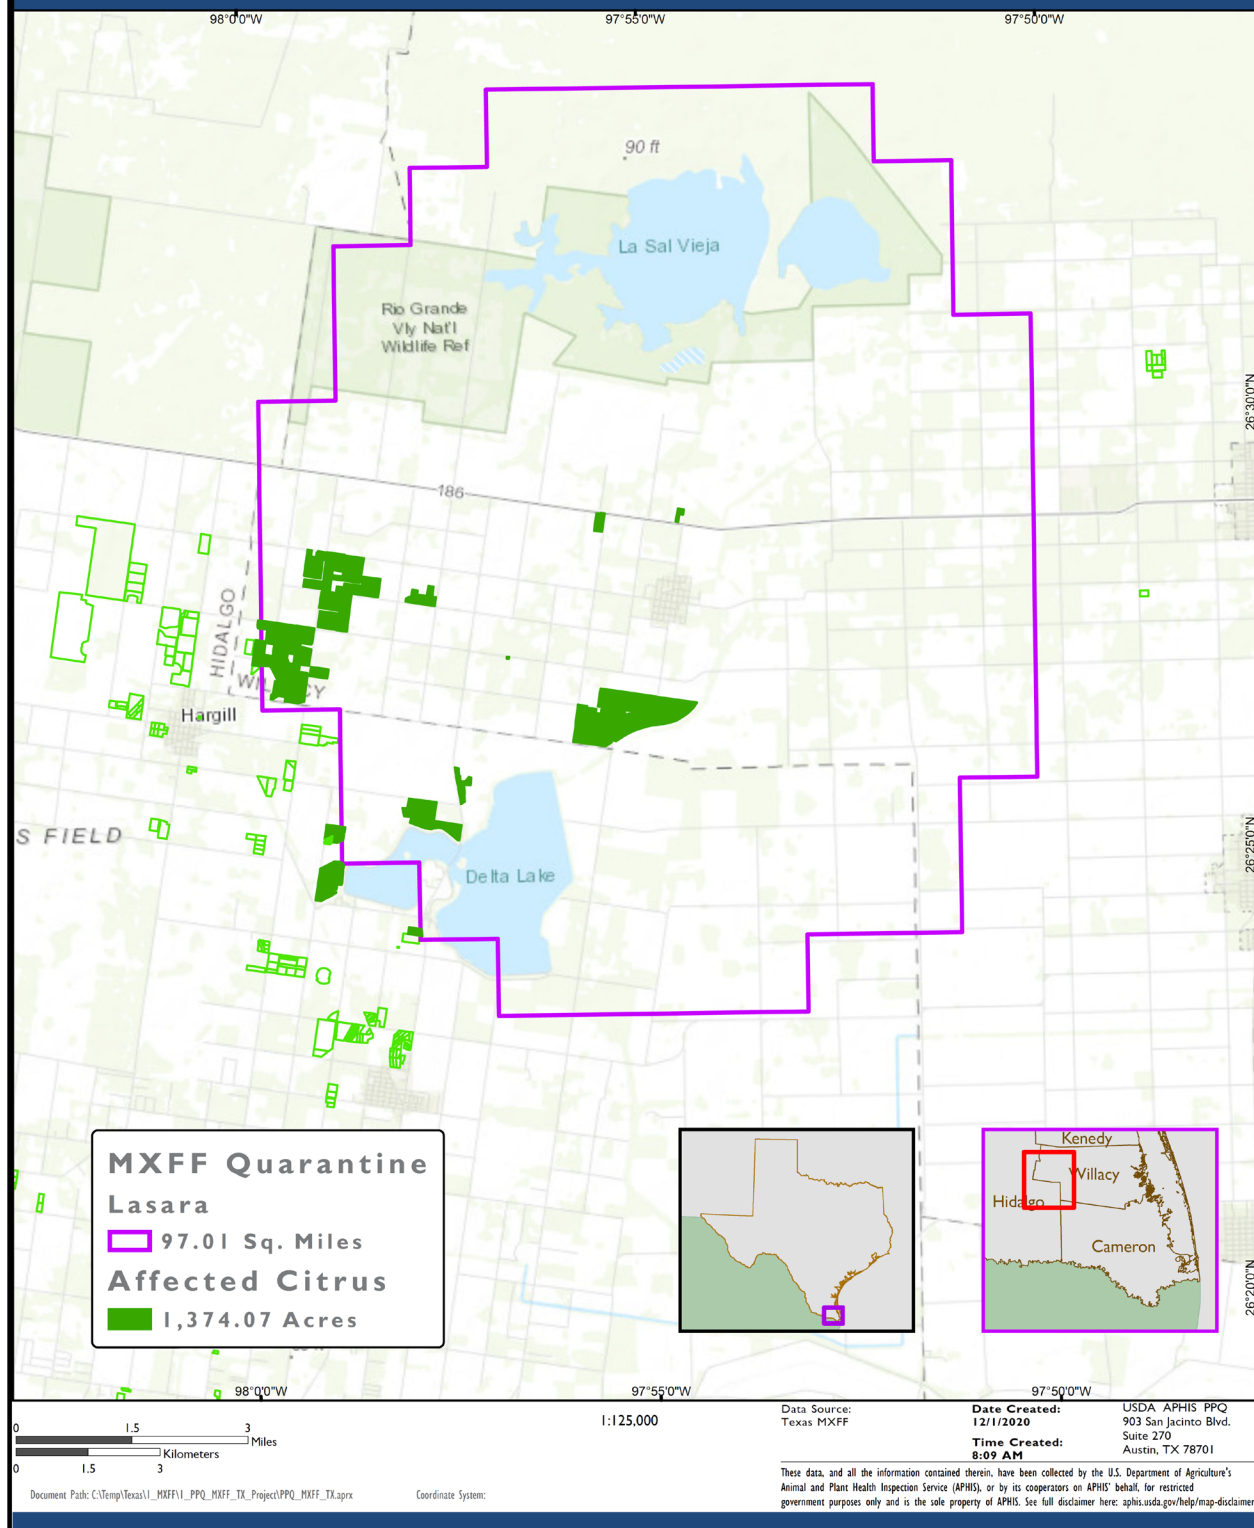 98°0'0"W
97°55'0"W
97°50'0"W
90 ft
La Sal Vieja
Rio Grande
Vly Nat'l
Wildlife Ref
26°30'0"N
186
HIDALGO
Hargill
S FIELD
Delta Lake
26°25'0"N
MXFF Quarantine
Lasara
97.01 Sq. Miles
Affected Citrus
1,374.07 Acres
Kenedy
Willacy
Hidalgo
Cameron
26°20'0"N
98°0'0"W
97°55'0"W
97°50'0"W
0 1.5 3
Miles
Kilometers
0 1.5 3
1:125,000
Data Source:
Texas MXFF
Date Created:
12/1/2020
Time Created:
8:09 AM
USDA APHIS PPQ
903 San Jacinto Blvd.
Suite 270
Austin, TX 78701
These data, and all the information contained therein, have been collected by the U.S. Department of Agriculture's
Animal and Plant Health Inspection Service (APHIS), or by its cooperators on APHIS' behalf, for restricted
government purposes only and is the sole property of APHIS. See full disclaimer here: aphis.usda.gov/help/map-disclaimer
Document Path: C:\Temp\Texas\1_MXFF\1_PPQ_MXFF_TX_Project\PPQ_MXFF_TX.aprx
Coordinate System: